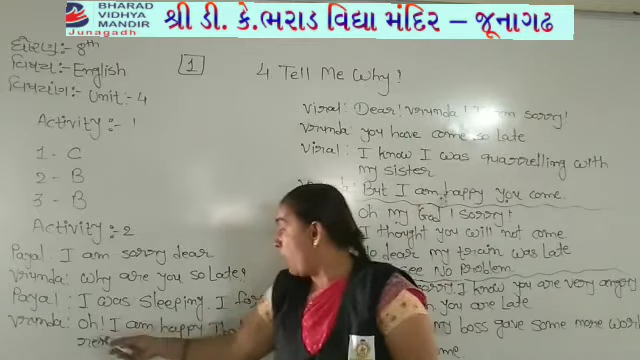 BHARAD
VIDHYA
MANDIR
Junagadh
શ્રી ડી. કે.ભરાડ વિદ્યા મંદિર – જૂનાગઢ
ધોરણ:- 8th
વિષય:- English
Unit:- 4
Activity:- 1
1 - C
2 - B
3 - B
Activity:-2
Payal: I am sorry dear
Vrunda: Why are you so late?
Payal: I was sleeping. I
Vrunda: Oh! I am happy
1
4 Tell Me Why?
Viral: Dear! Vrunda! I am sorry!
Vrunda: you have come so late
Viral: I know I was quarrelling with
my sister
But I am happy you come.
Oh my God! sorry!
I thought you will not come
dear my train was late
see No problem
sorry I know you are very angry
you are late
my boss gave some more work
me